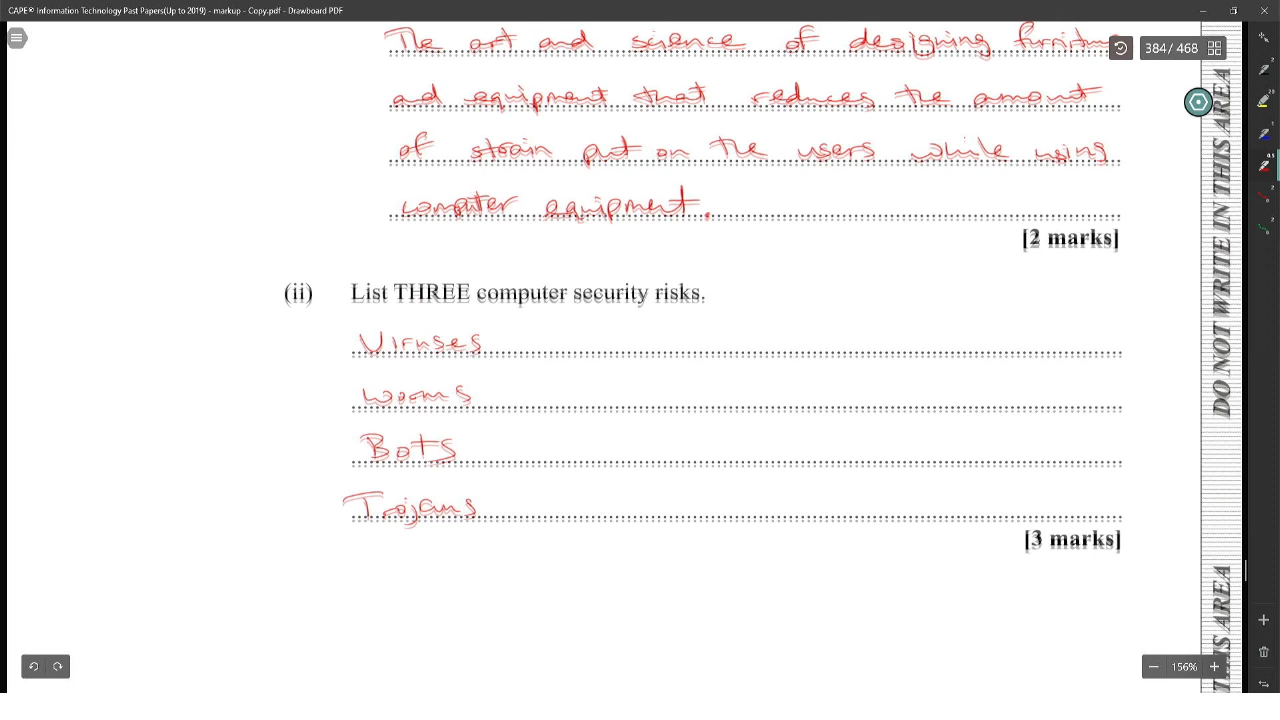 CAPE® Information Technology Past Papers(Up to 2019) - markup - Copy.pdf - Drawboard PDF
384 / 468
The art and science of designing furniture
and equipment that reduces the amount
of strain put on the users while using
computer equipment.
[2 marks]
(ii) List THREE computer security risks.
Viruses
Worms
Bots
Trojans
[3 marks]
DO NOT WRITE IN THIS AREA
156%